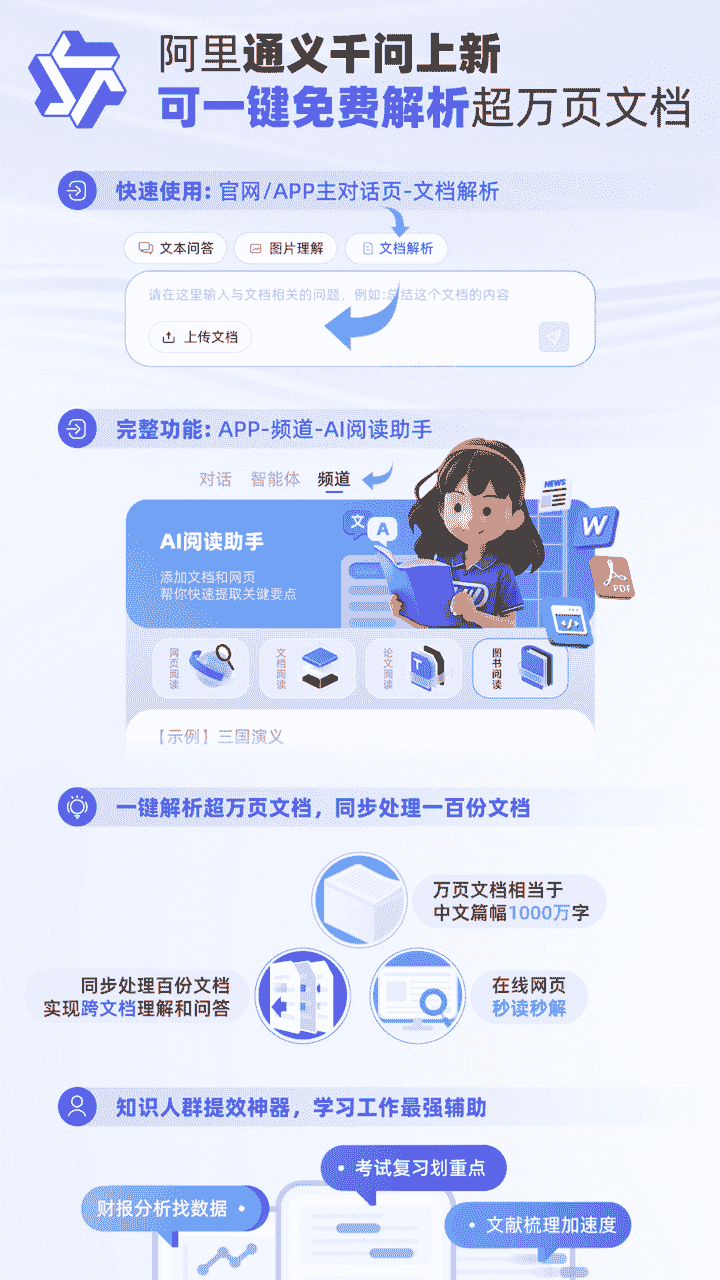 阿里通义千问上新
可一键免费解析超万页文档
快速使用: 官网/APP主对话页-文档解析
文本问答
图片理解
文档解析
请在这里输入与文档相关的问题，例如:总结这个文档的内容
上传文档
完整功能: APP-频道-AI阅读助手
对话 智能体 频道
NEWS
文 A
W
PDF
</>
AI阅读助手
添加文档和网页
帮你快速提取关键要点
网页阅读
文档阅读
论文阅读
T
图书阅读
【示例】三国演义
一键解析超万页文档，同步处理一百份文档
万页文档相当于
中文篇幅1000万字
同步处理百份文档
实现跨文档理解和问答
在线网页
秒读秒解
知识人群提效神器，学习工作最强辅助
· 考试复习划重点
财报分析找数据 ·
· 文献梳理加速度